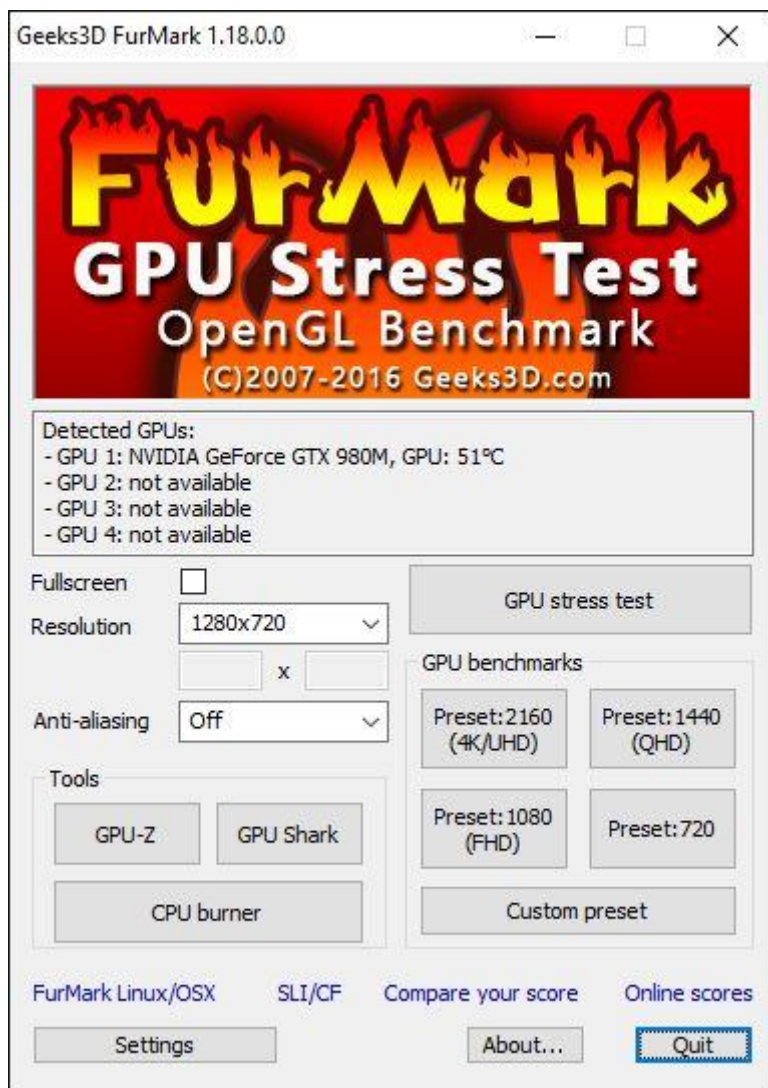 Geeks3D FurMark 1.18.0.0
FurMark
GPU Stress Test
OpenGL Benchmark
(C)2007-2016 Geeks3D.com
Detected GPUs:
- GPU 1: NVIDIA GeForce GTX 980M, GPU: 51°C
- GPU 2: not available
- GPU 3: not available
- GPU 4: not available
Fullscreen
Resolution
1280x720
x
Anti-aliasing
Off
GPU stress test
GPU benchmarks
Preset:2160
(4K/UHD)
Preset:1440
(QHD)
Preset:1080
(FHD)
Preset:720
Custom preset
Tools
GPU-Z
GPU Shark
CPU burner
FurMark Linux/OSX
SLI/CF
Compare your score
Online scores
Settings
About...
Quit